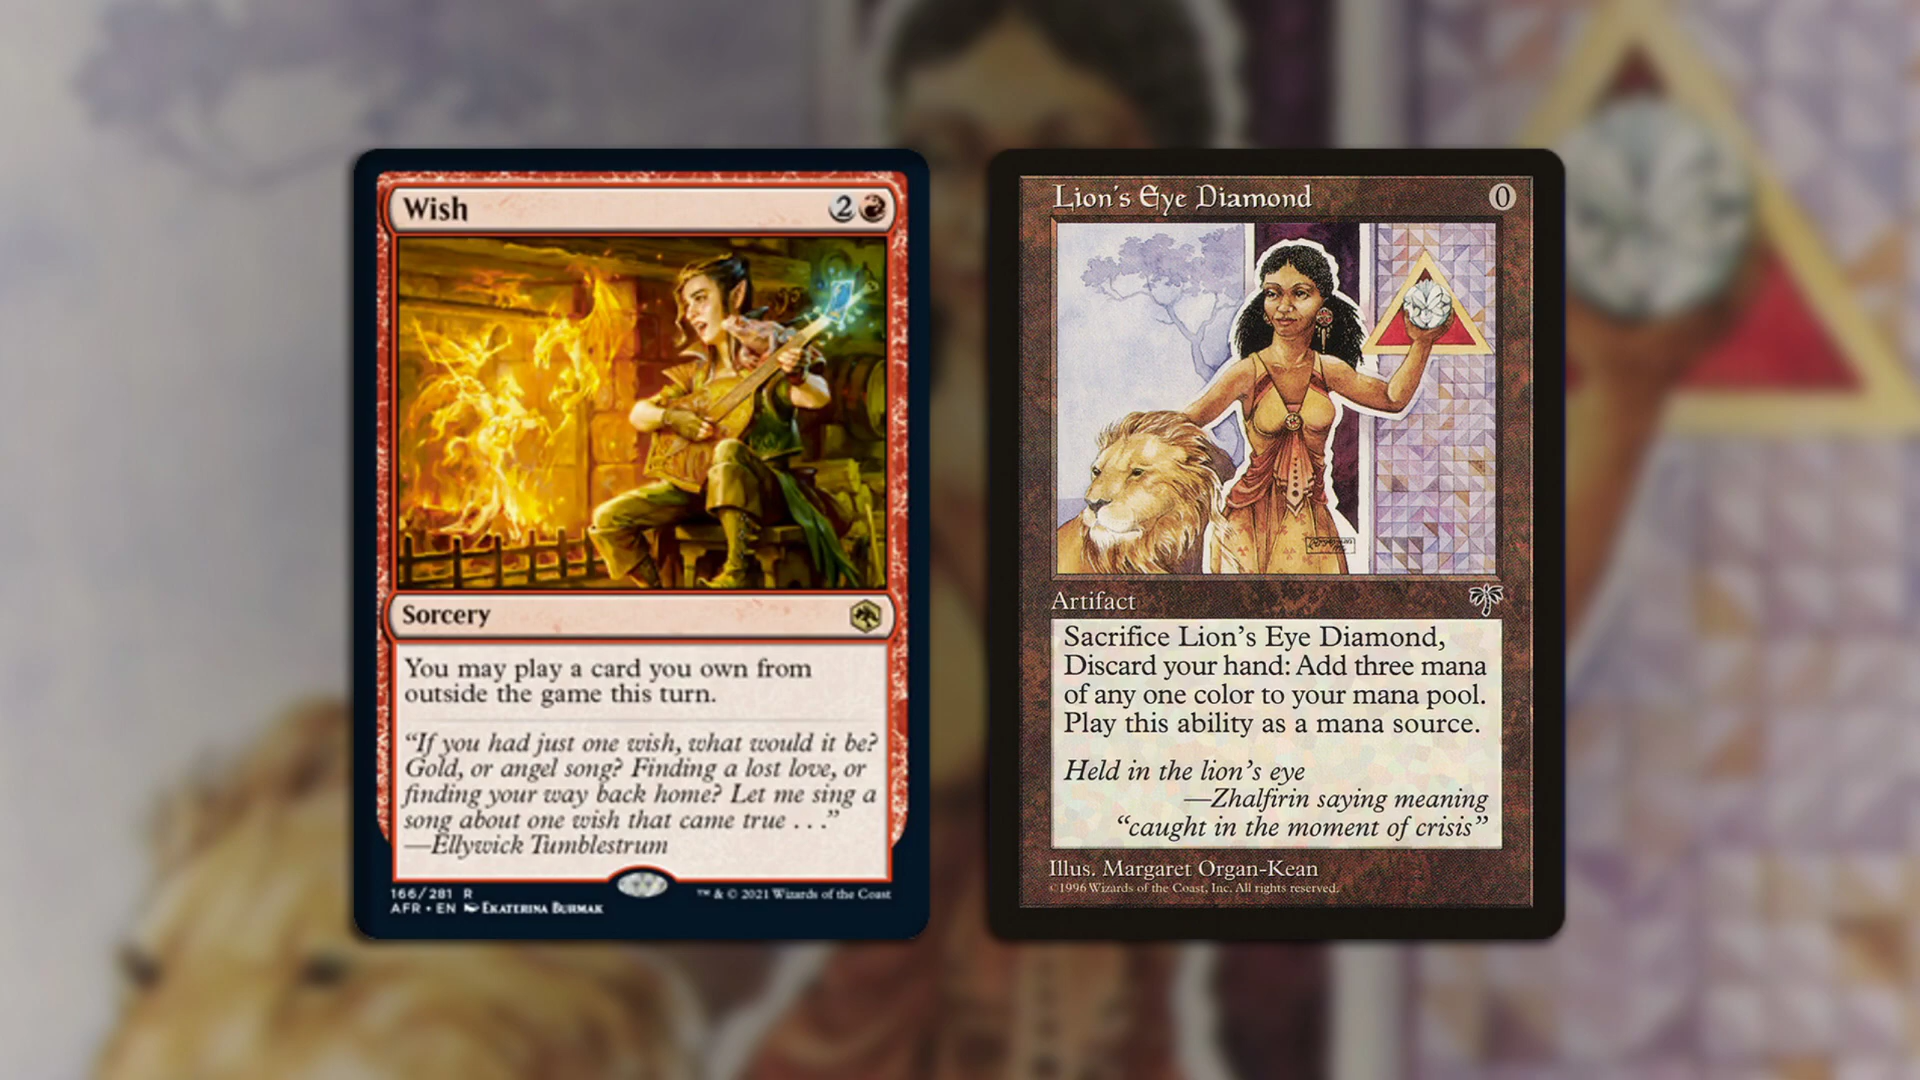 Wish
2
Sorcery
You may play a card you own from
outside the game this turn.
“If you had just one wish, what would it be?
Gold, or angel song? Finding a lost love, or
finding your way back home? Let me sing a
song about one wish that came true . . .”
—Ellywick Tumblestrum
166/281 R
AFR • EN EKATERINA BURMAK
™ & © 2021 Wizards of the Coast
Lion's Eye Diamond
0
Artifact
Sacrifice Lion's Eye Diamond,
Discard your hand: Add three mana
of any one color to your mana pool.
Play this ability as a mana source.
Held in the lion's eye
—Zhalfirin saying meaning
“caught in the moment of crisis”
Illus. Margaret Organ-Kean
©1996 Wizards of the Coast, Inc. All rights reserved.